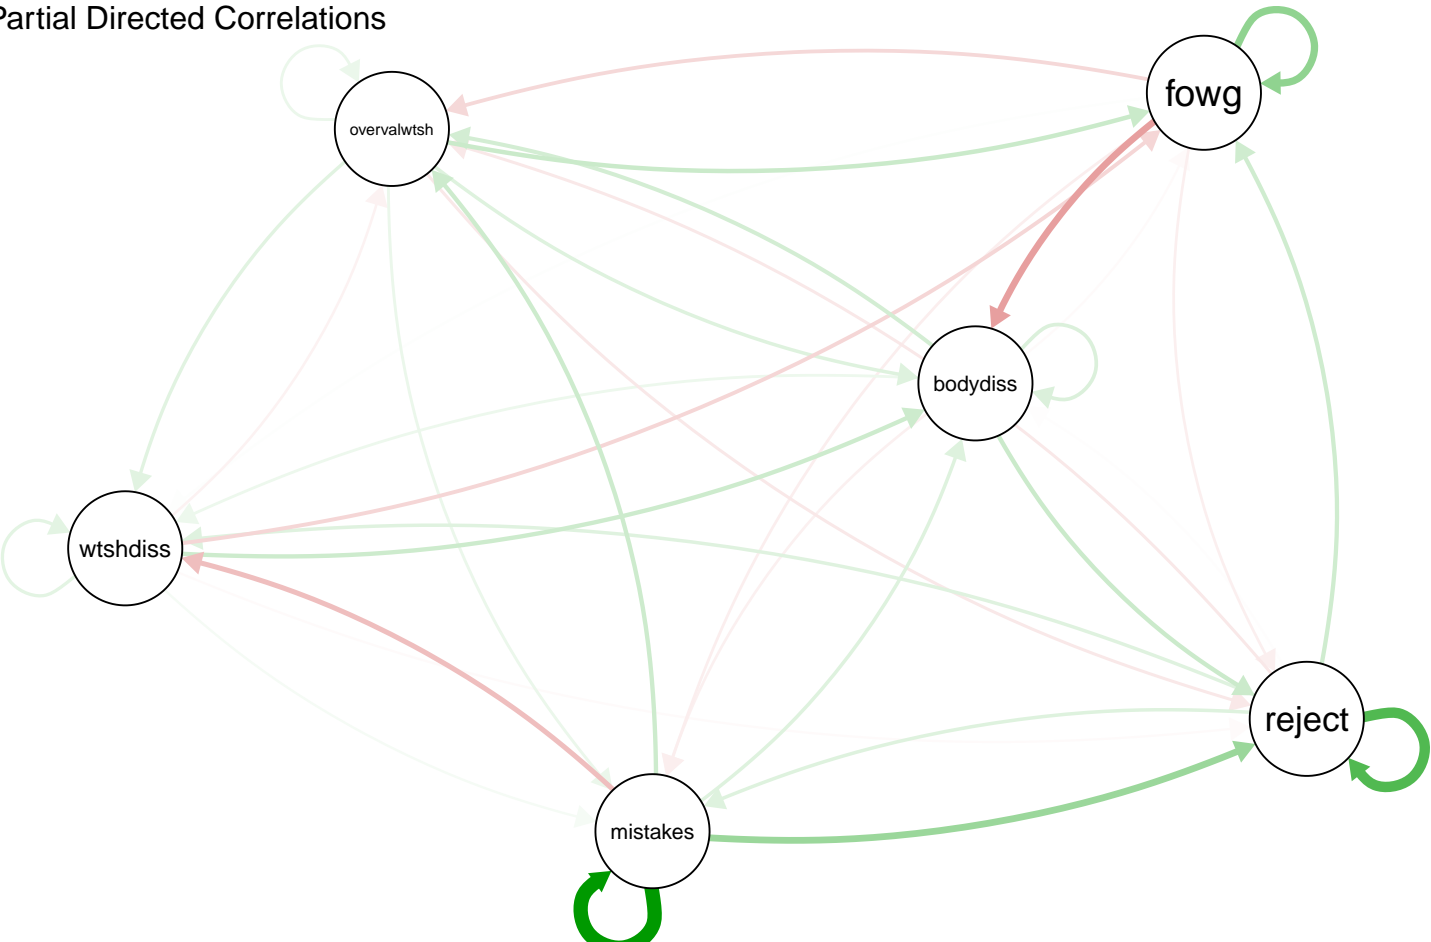 Partial Directed Correlations
fowg
overvalwtsh
bodydiss
wtshdiss
reject
mistakes